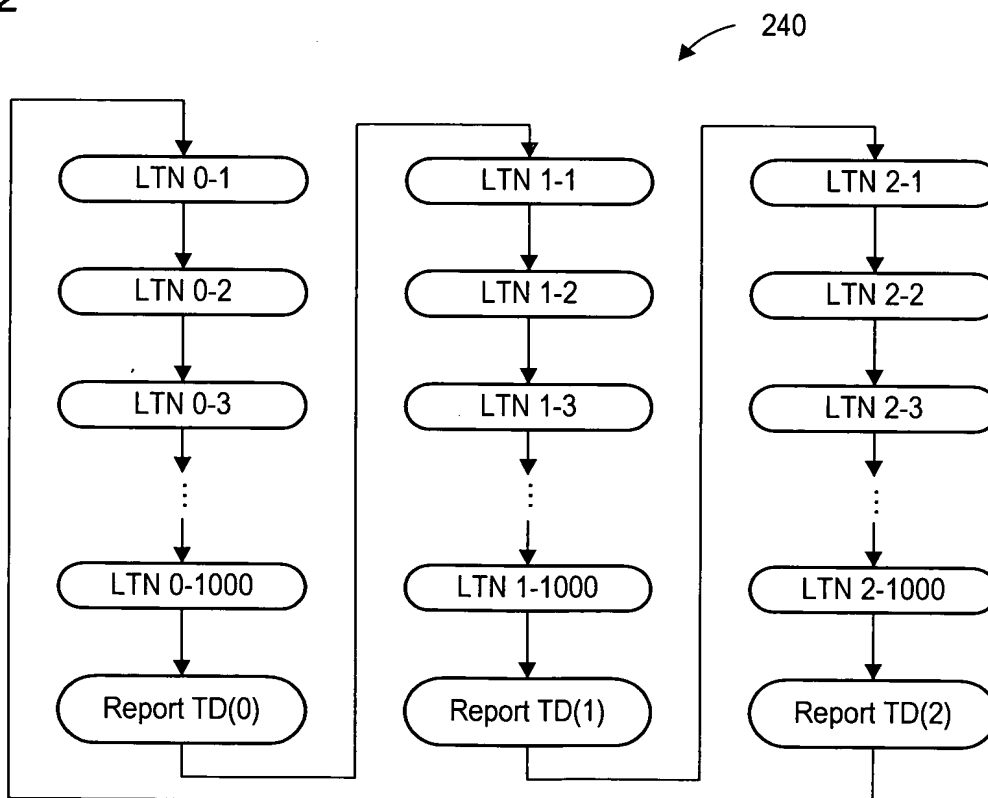 240
LTN 0-1
LTN 0-2
LTN 0-3
⋮
LTN 0-1000
Report TD(0)
LTN 1-1
LTN 1-2
LTN 1-3
⋮
LTN 1-1000
Report TD(1)
LTN 2-1
LTN 2-2
LTN 2-3
⋮
LTN 2-1000
Report TD(2)